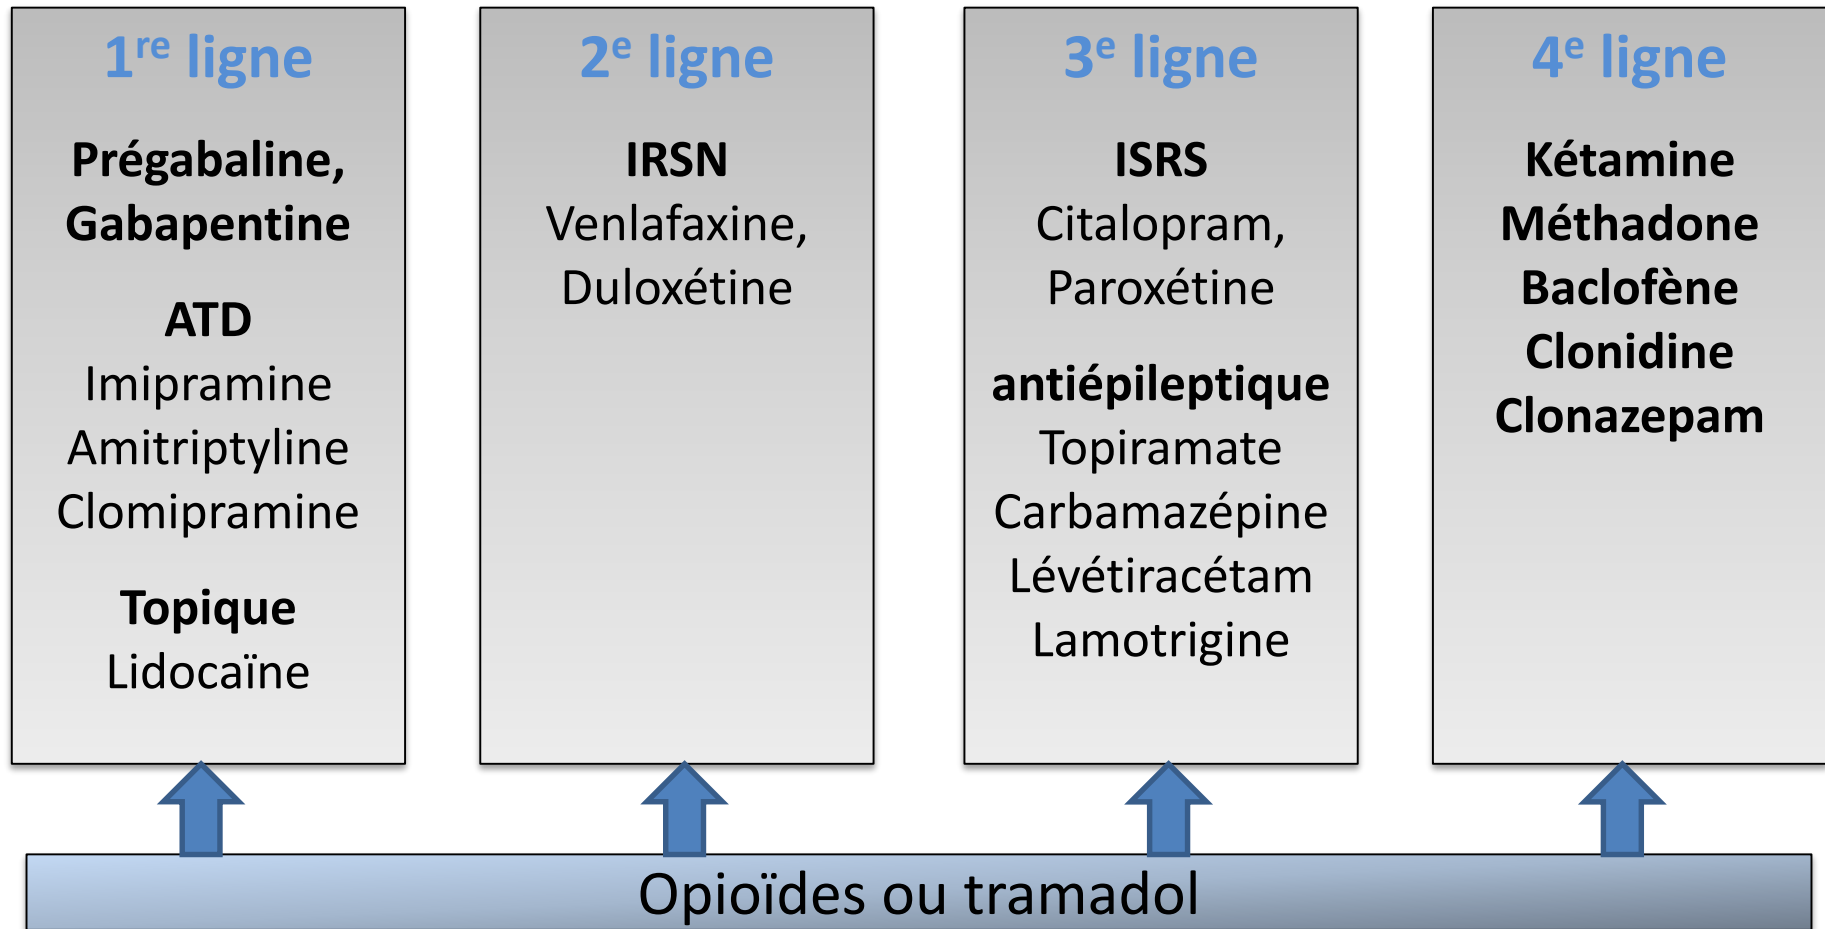 1re ligne
Prégabaline,
Gabapentine
ATD
Imipramine
Amitriptyline
Clomipramine
Topique
Lidocaïne
2e ligne
IRSN
Venlafaxine,
Duloxétine
3e ligne
ISRS
Citalopram,
Paroxétine
antiépileptique
Topiramate
Carbamazépine
Lévétiracétam
Lamotrigine
4e ligne
Kétamine
Méthadone
Baclofène
Clonidine
Clonazepam
Opioïdes ou tramadol